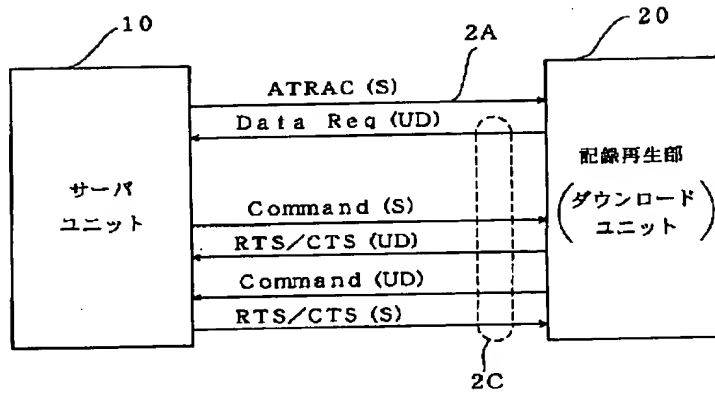 10
2A
20
ATRAC (S)
Data Req (UD)
サーバ
ユニット
記録再生部
(ダウンロード
ユニット)
Command (S)
RTS/CTS (UD)
Command (UD)
RTS/CTS (S)
2C